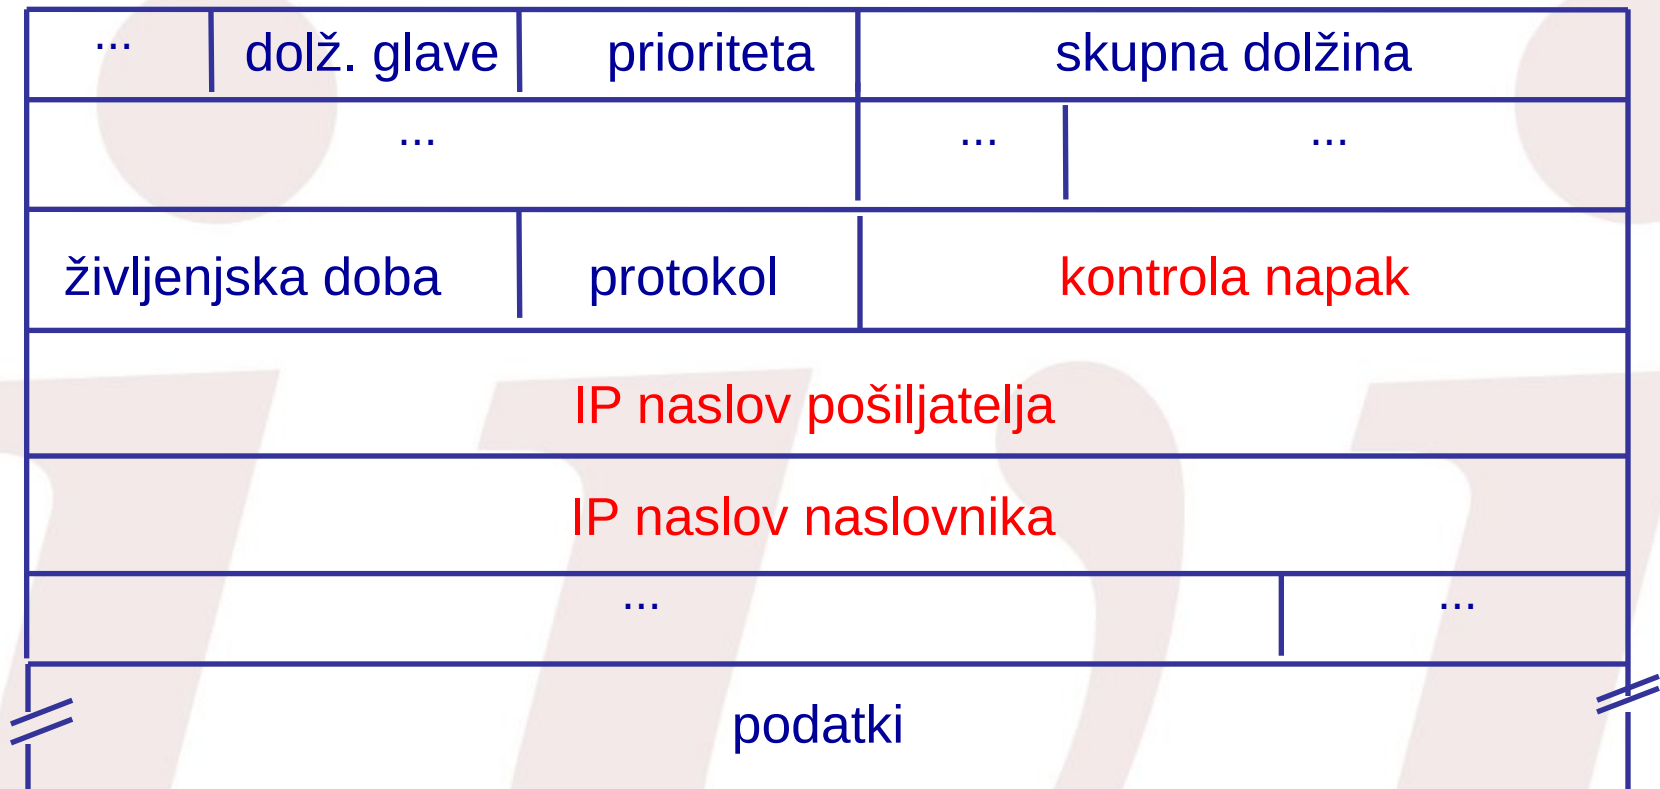 ... dolž. glave prioriteta skupna dolžina
... ... ...
življenjska doba protokol kontrola napak
IP naslov pošiljatelja
IP naslov naslovnika
... ...
podatki